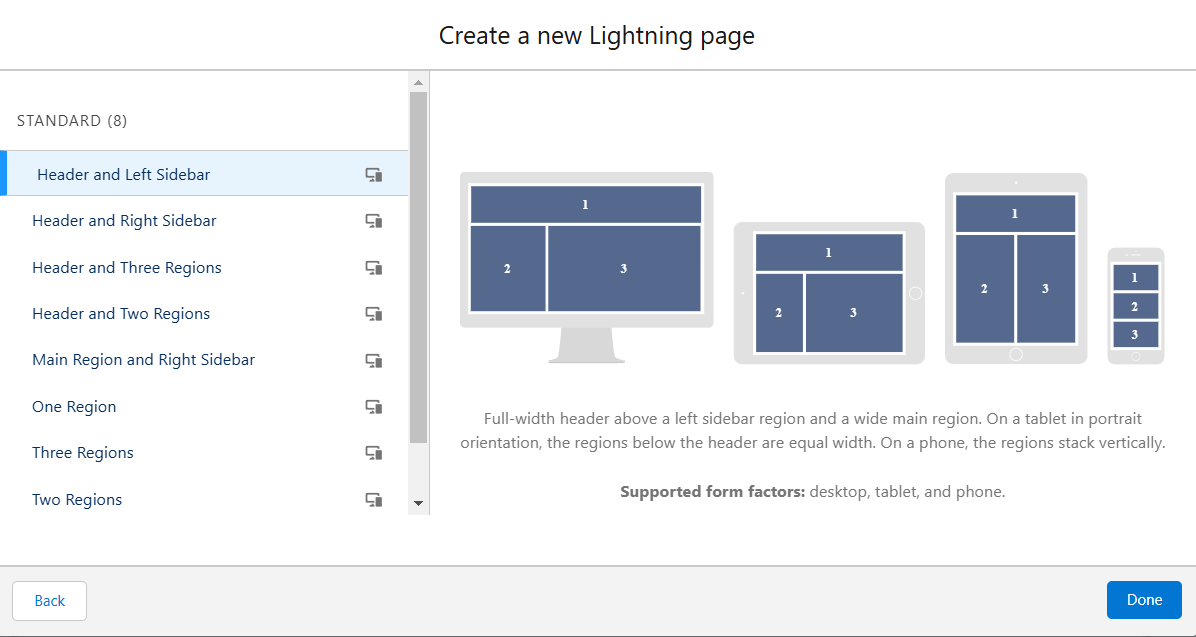 Create a new Lightning page
STANDARD (8)
Header and Left Sidebar
Header and Right Sidebar
Header and Three Regions
Header and Two Regions
Main Region and Right Sidebar
One Region
Three Regions
Two Regions
1
2 3
1
2 3
1
2 3
1
2
3
Full-width header above a left sidebar region and a wide main region. On a tablet in portrait
orientation, the regions below the header are equal width. On a phone, the regions stack vertically.
Supported form factors: desktop, tablet, and phone.
Back
Done